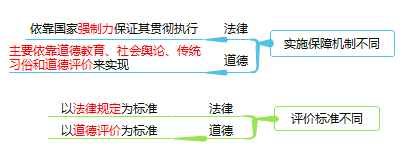 依靠国家强制力保证其贯彻执行
法律
主要依靠道德教育、社会舆论、传统
习俗和道德评价来实现
道德
实施保障机制不同
以法律规定为标准
法律
以道德评价为标准
道德
评价标准不同